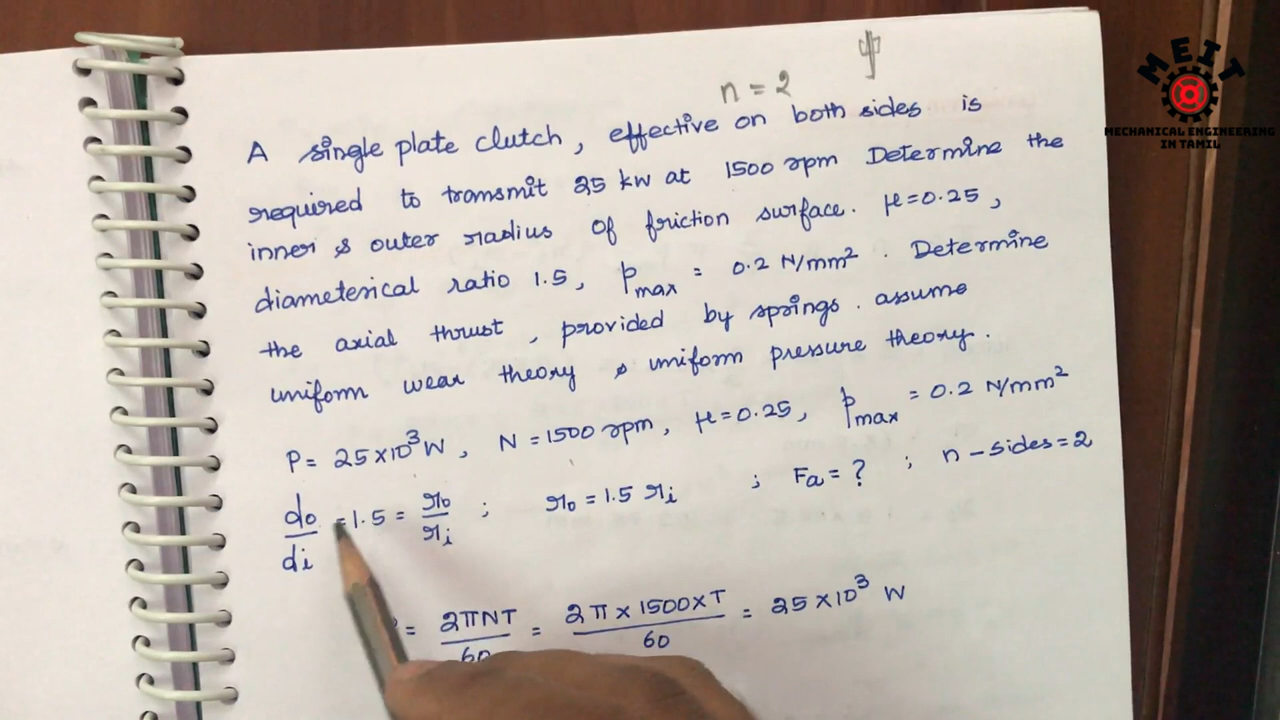 n = 2
A single plate clutch, effective on both sides is
required to transmit 25 kw at 1500 rpm Determine the
inner & outer radius of friction surface. μ=0.25,
diameterical ratio 1.5, pmax = 0.2 N/mm². Determine
the axial thrust, provided by springs. assume
uniform wear theory & uniform pressure theory.
P= 25×10³W, N=1500 rpm, μ=0.25, pmax = 0.2 N/mm²
do/di =1.5= ro/ri ; ro = 1.5 ri ; Fa = ? ; n-sides=2
= 2πNT/60 = 2π×1500×T/60 = 25×10³ W
MEIT
MECHANICAL ENGINEERING
IN TAMIL